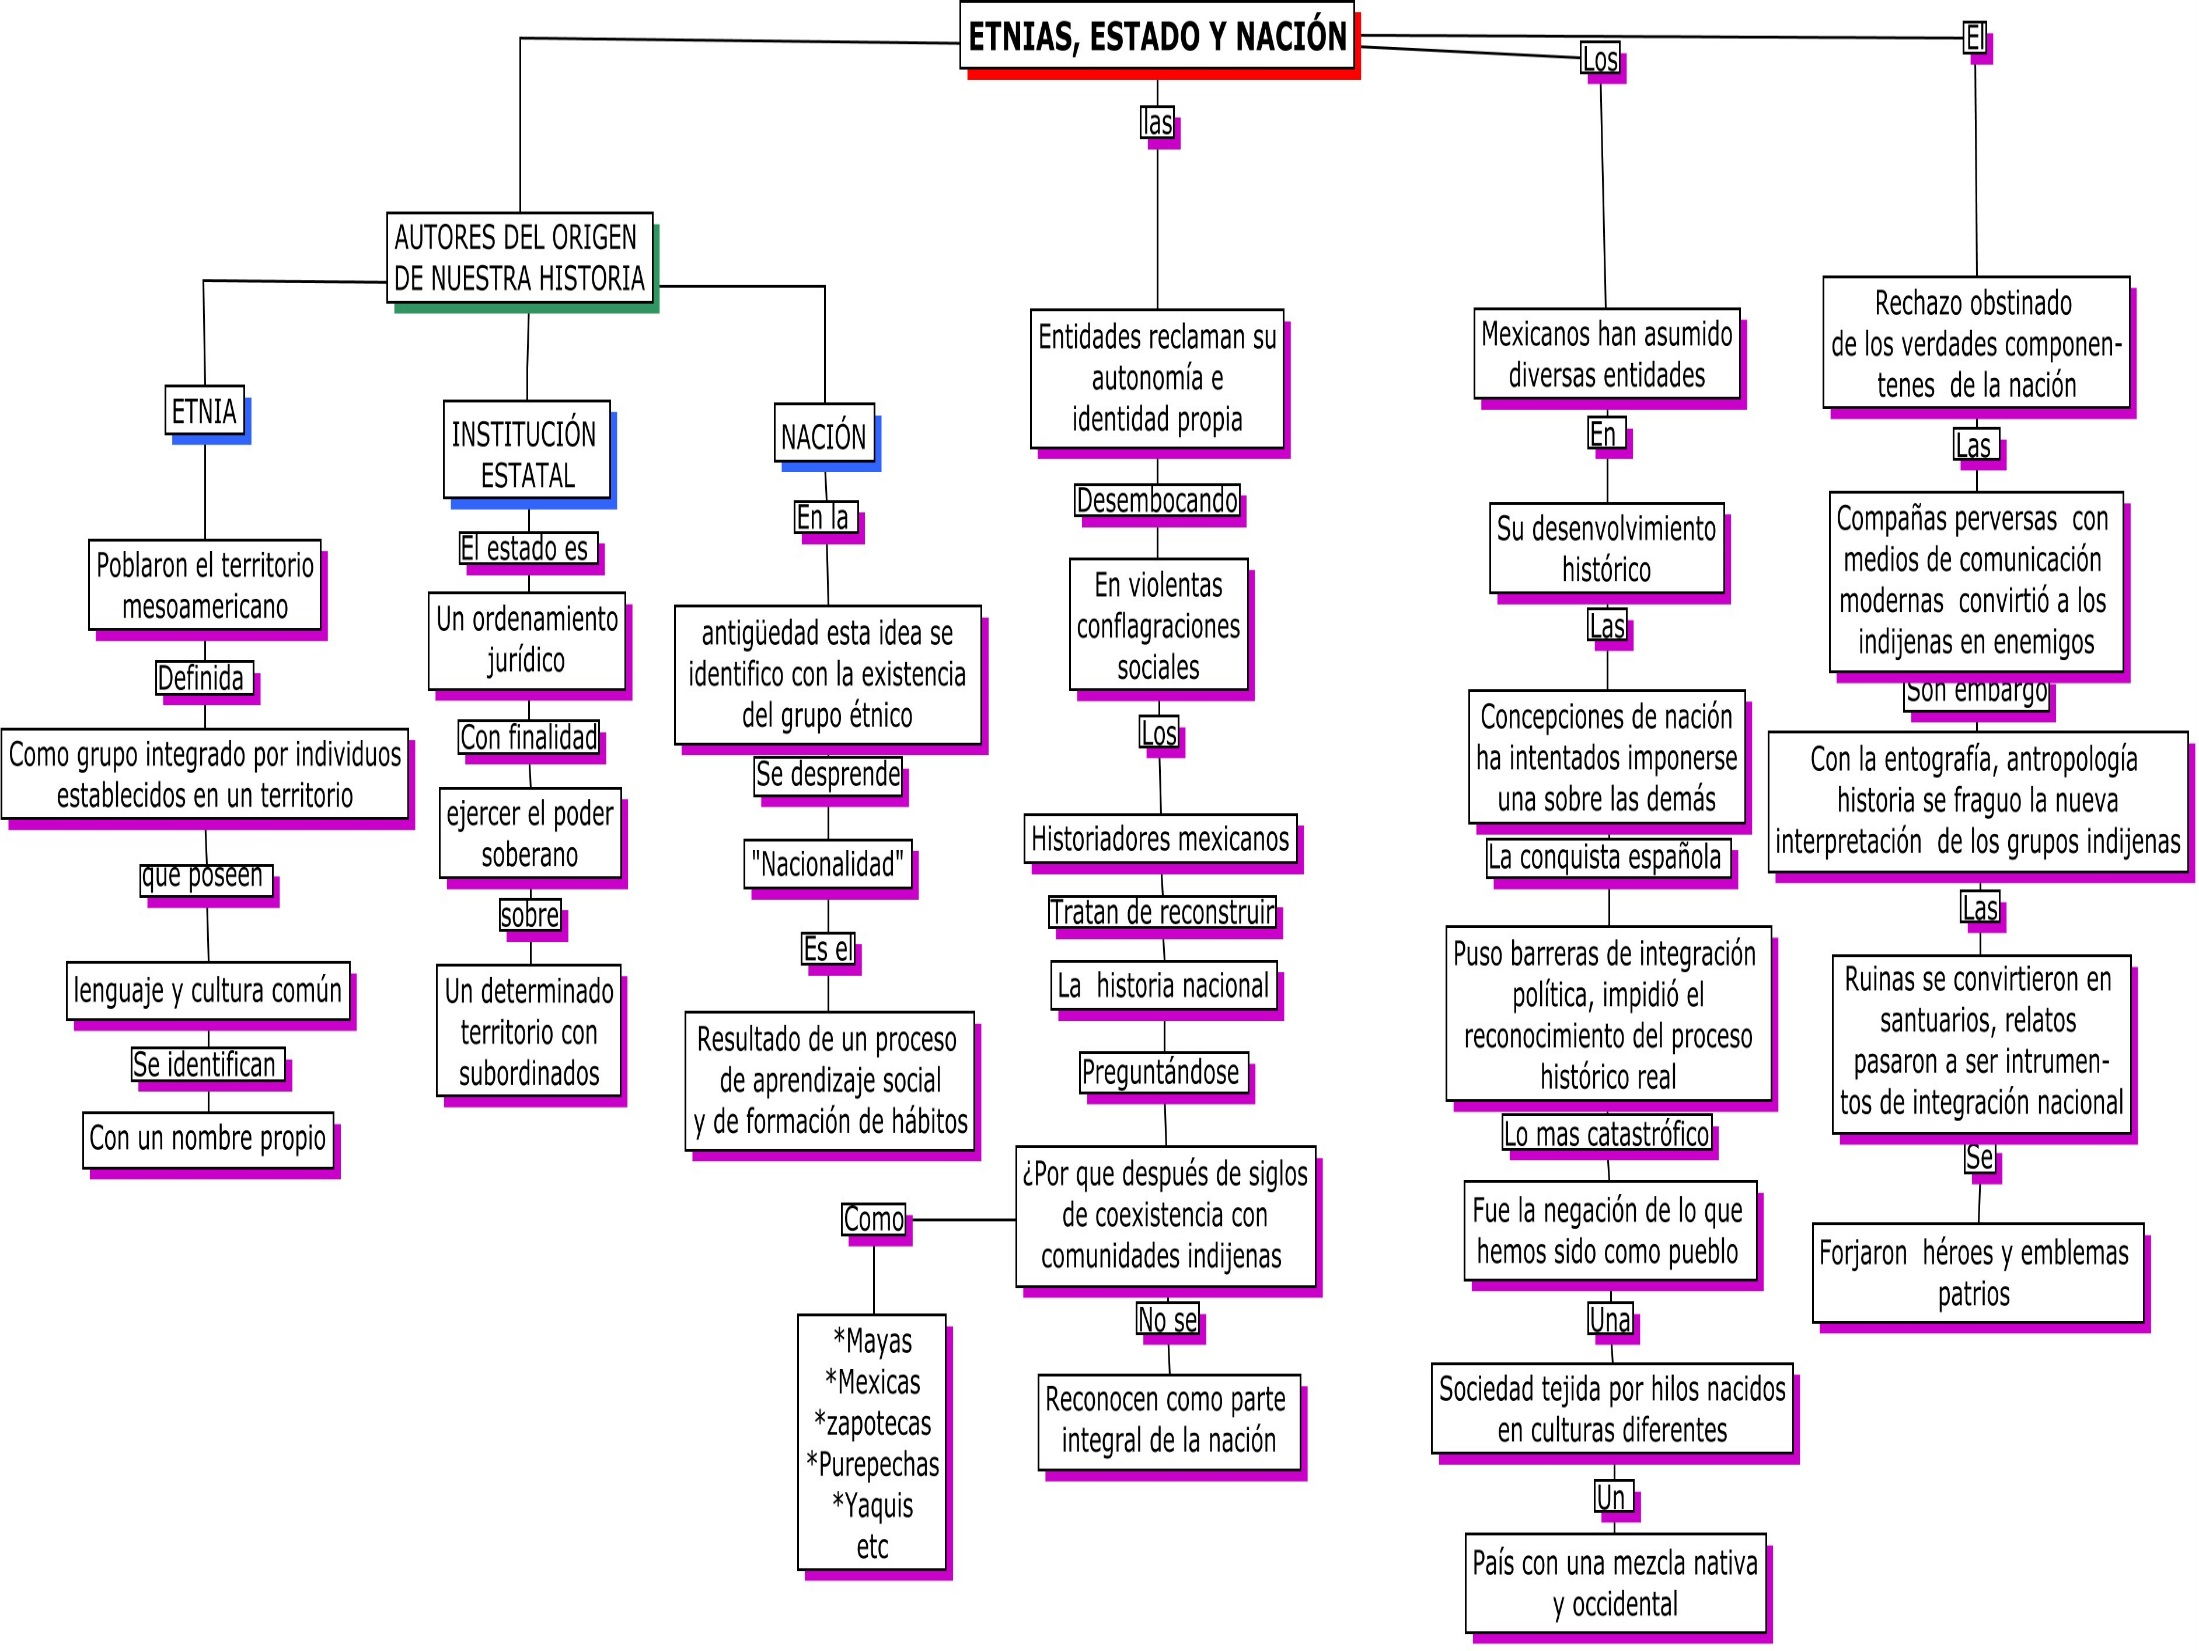 ETNIAS, ESTADO Y NACIÓN
AUTORES DEL ORIGEN
DE NUESTRA HISTORIA
ETNIA
Poblaron el territorio
mesoamericano
Definida
Como grupo integrado por individuos
establecidos en un territorio
que poseen
lenguaje y cultura común
Se identifican
Con un nombre propio
INSTITUCIÓN
ESTATAL
El estado es
Un ordenamiento
jurídico
Con finalidad
ejercer el poder
soberano
sobre
Un determinado
territorio con
subordinados
NACIÓN
En la
antigüedad esta idea se
identifico con la existencia
del grupo étnico
Se desprende
"Nacionalidad"
Es el
Resultado de un proceso
de aprendizaje social
y de formación de hábitos
las
Entidades reclaman su
autonomía e
identidad propia
Desembocando
En violentas
conflagraciones
sociales
Los
Historiadores mexicanos
Tratan de reconstruir
La  historia nacional
Preguntándose
¿Por que después de siglos
de coexistencia con
comunidades indijenas
Como
*Mayas
*Mexicas
*zapotecas
*Purepechas
*Yaquis
etc
No se
Reconocen como parte
integral de la nación
Los
Mexicanos han asumido
diversas entidades
En
Su desenvolvimiento
histórico
Las
Concepciones de nación
ha intentados imponerse
una sobre las demás
La conquista española
Puso barreras de integración
política, impidió el
reconocimiento del proceso
histórico real
Lo mas catastrófico
Fue la negación de lo que
hemos sido como pueblo
Una
Sociedad tejida por hilos nacidos
en culturas diferentes
Un
País con una mezcla nativa
y occidental
El
Rechazo obstinado
de los verdades componen-
tenes  de la nación
Las
Compañas perversas  con
medios de comunicación
modernas  convirtió a los
indijenas en enemigos
Son embargo
Con la entografía, antropología
historia se fraguo la nueva
interpretación  de los grupos indijenas
Las
Ruinas se convirtieron en
santuarios, relatos
pasaron a ser intrumen-
tos de integración nacional
Se
Forjaron  héroes y emblemas
patrios